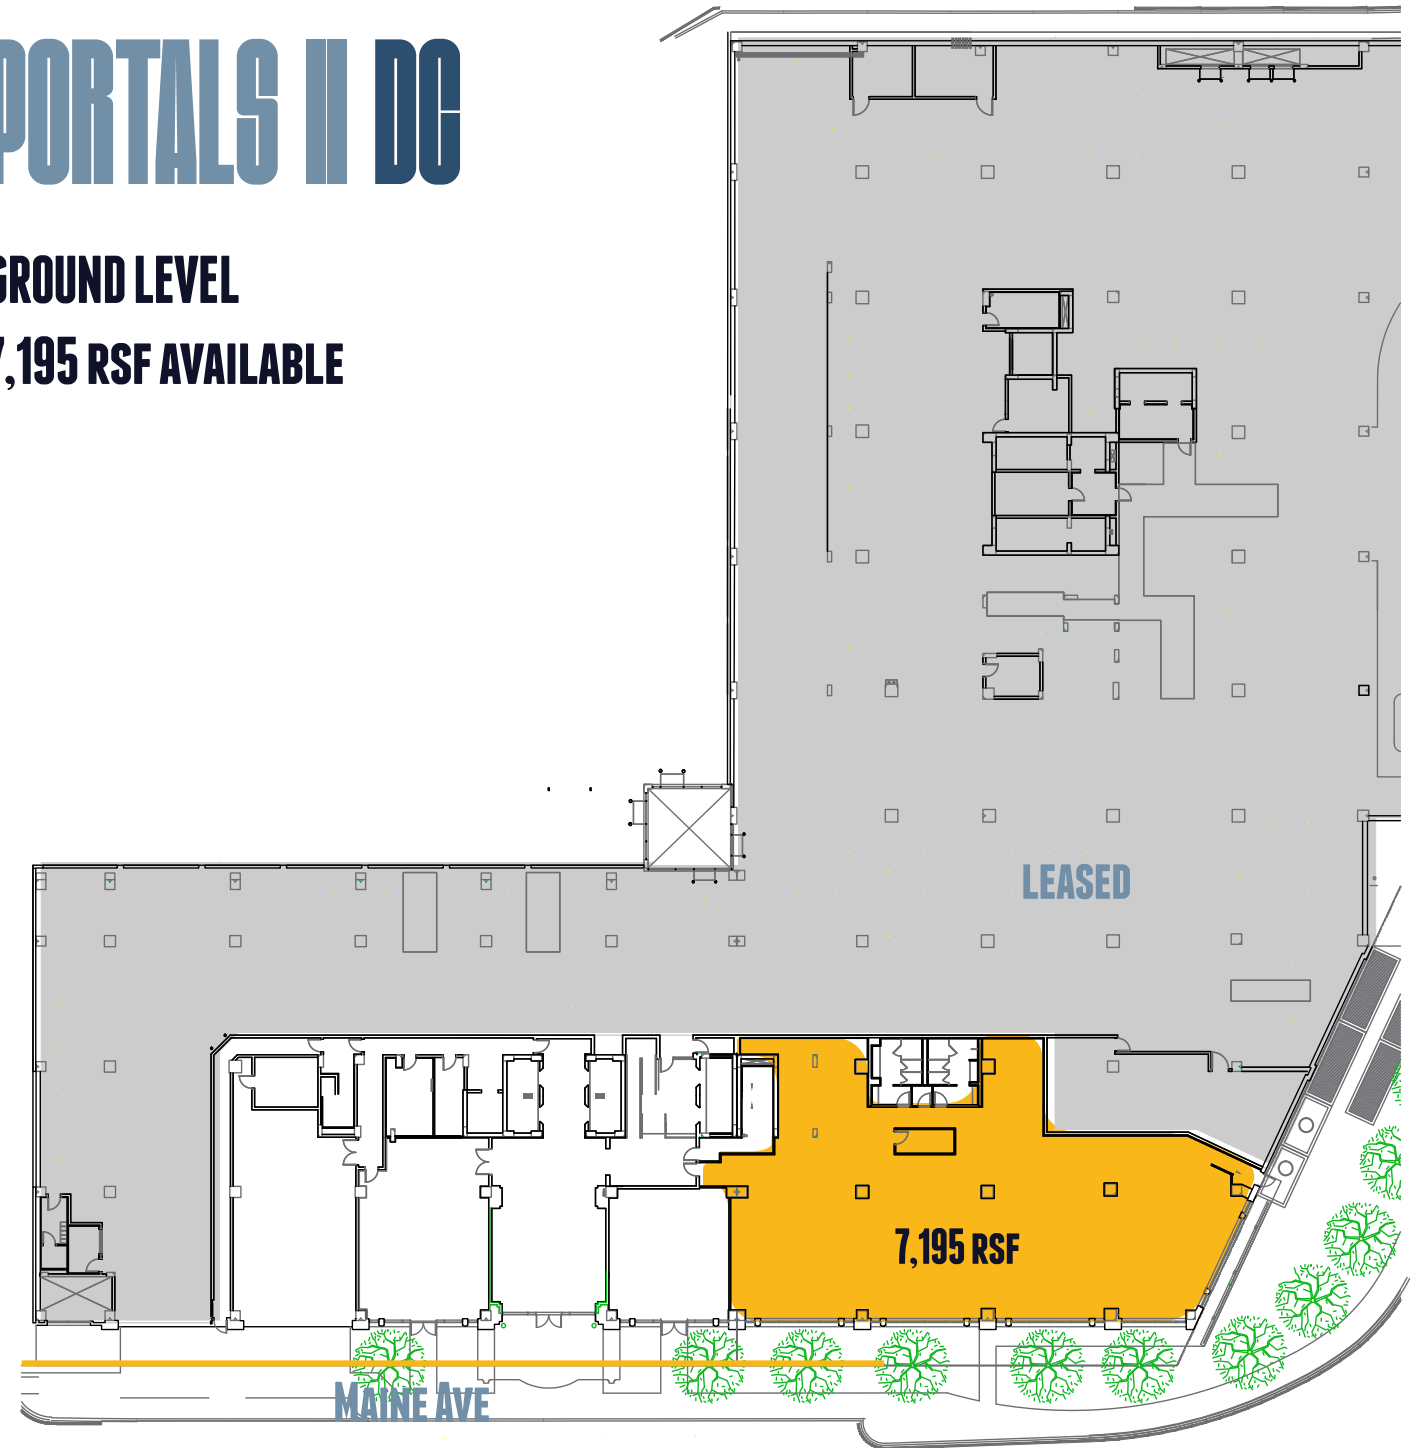 PORTALS II DC
GROUND LEVEL
7,195 RSF AVAILABLE
LEASED
7,195 RSF
MAINE AVE